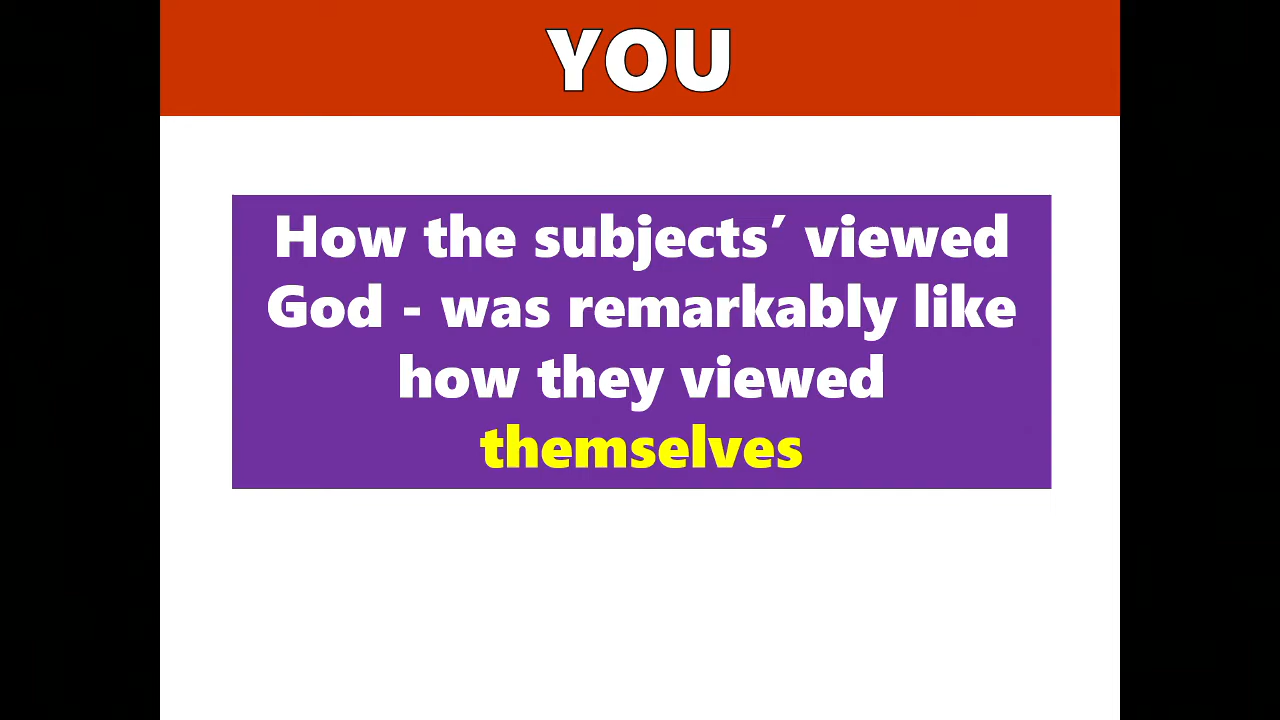 YOU
How the subjects’ viewed
God - was remarkably like
how they viewed
themselves